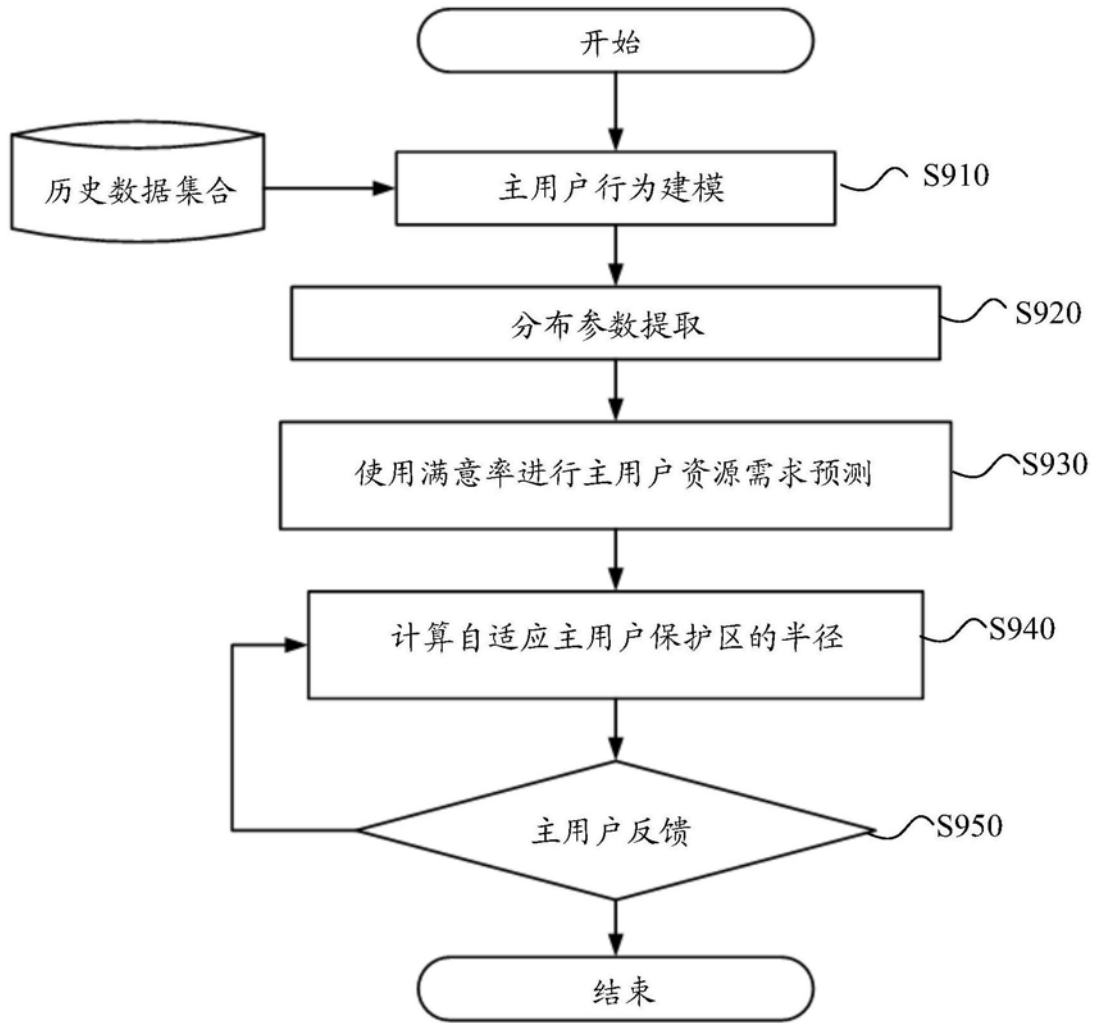 开始
历史数据集合
主用户行为建模
S910
分布参数提取
S920
使用满意率进行主用户资源需求预测
S930
计算自适应主用户保护区的半径
S940
主用户反馈
S950
结束